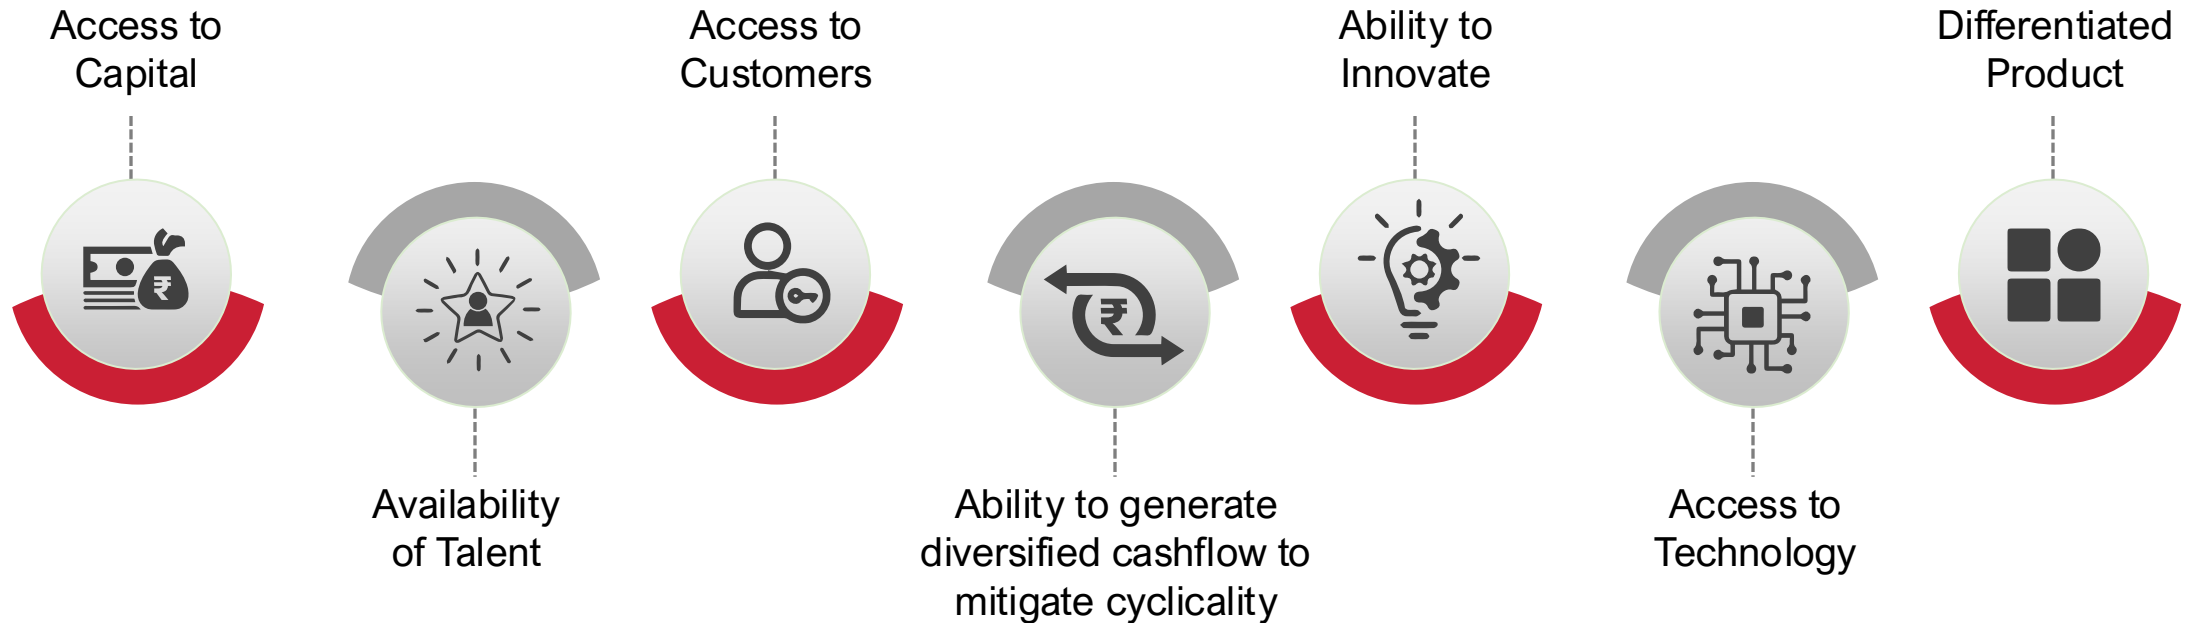 Access to
Capital
Availability
of Talent
Access to
Customers
Ability to generate
diversified cashflow to
mitigate cyclicality
Ability to
Innovate
Access to
Technology
Differentiated
Product
₹
₹